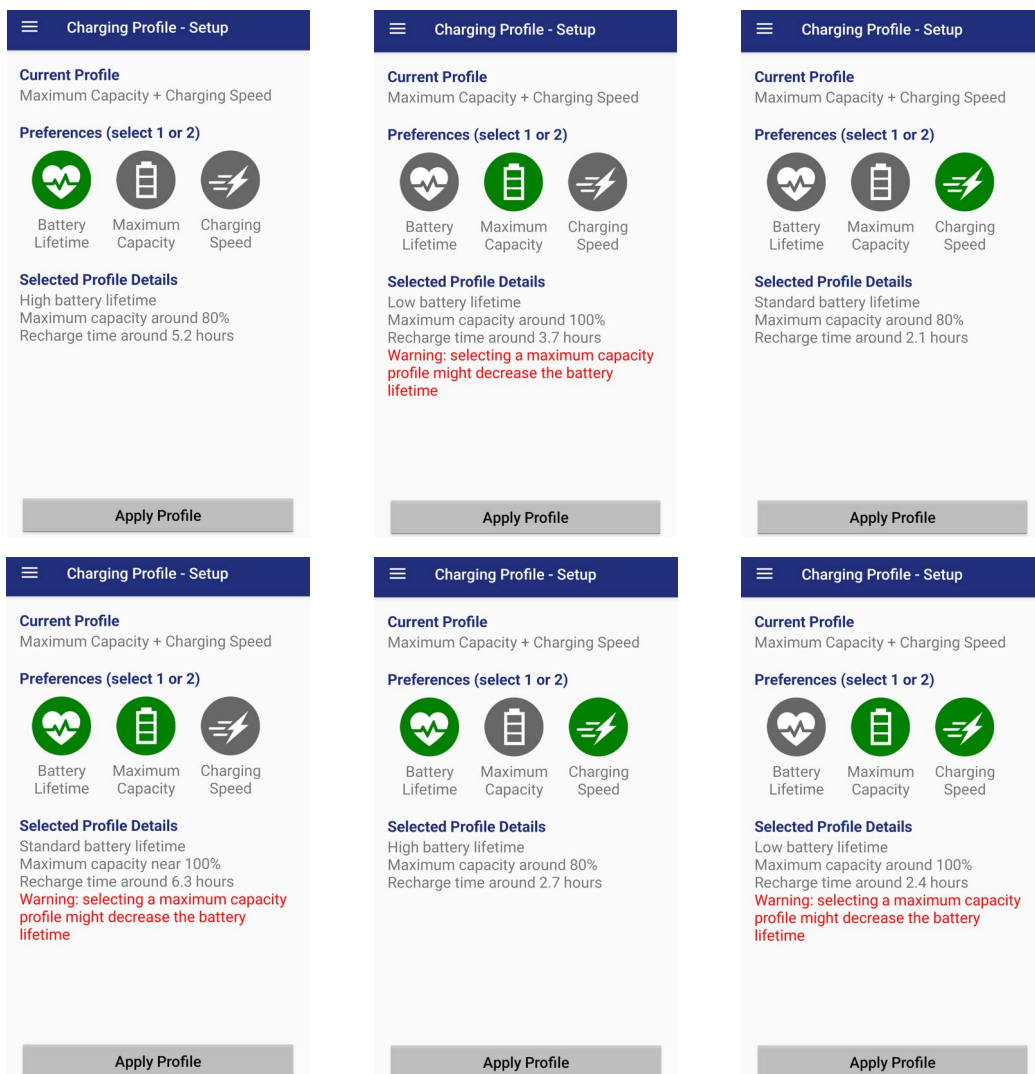 Charging Profile - Setup
Current Profile
Maximum Capacity + Charging Speed
Preferences (select 1 or 2)
Battery Lifetime
Maximum Capacity
Charging Speed
Selected Profile Details
High battery lifetime
Maximum capacity around 80%
Recharge time around 5.2 hours
Apply Profile
Charging Profile - Setup
Current Profile
Maximum Capacity + Charging Speed
Preferences (select 1 or 2)
Battery Lifetime
Maximum Capacity
Charging Speed
Selected Profile Details
Low battery lifetime
Maximum capacity around 100%
Recharge time around 3.7 hours
Warning: selecting a maximum capacity
profile might decrease the battery
lifetime
Apply Profile
Charging Profile - Setup
Current Profile
Maximum Capacity + Charging Speed
Preferences (select 1 or 2)
Battery Lifetime
Maximum Capacity
Charging Speed
Selected Profile Details
Standard battery lifetime
Maximum capacity around 80%
Recharge time around 2.1 hours
Apply Profile
Charging Profile - Setup
Current Profile
Maximum Capacity + Charging Speed
Preferences (select 1 or 2)
Battery Lifetime
Maximum Capacity
Charging Speed
Selected Profile Details
Standard battery lifetime
Maximum capacity near 100%
Recharge time around 6.3 hours
Warning: selecting a maximum capacity
profile might decrease the battery
lifetime
Apply Profile
Charging Profile - Setup
Current Profile
Maximum Capacity + Charging Speed
Preferences (select 1 or 2)
Battery Lifetime
Maximum Capacity
Charging Speed
Selected Profile Details
High battery lifetime
Maximum capacity around 80%
Recharge time around 2.7 hours
Apply Profile
Charging Profile - Setup
Current Profile
Maximum Capacity + Charging Speed
Preferences (select 1 or 2)
Battery Lifetime
Maximum Capacity
Charging Speed
Selected Profile Details
Low battery lifetime
Maximum capacity around 100%
Recharge time around 2.4 hours
Warning: selecting a maximum capacity
profile might decrease the battery
lifetime
Apply Profile